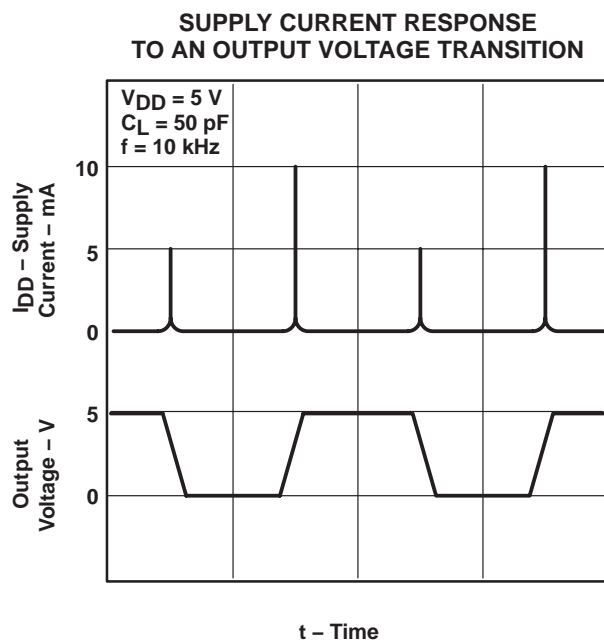 SUPPLY CURRENT RESPONSE
TO AN OUTPUT VOLTAGE TRANSITION
VDD = 5 V
CL = 50 pF
f = 10 kHz
10
5
0
IDD – Supply
Current – mA
5
0
Output
Voltage – V
t – Time